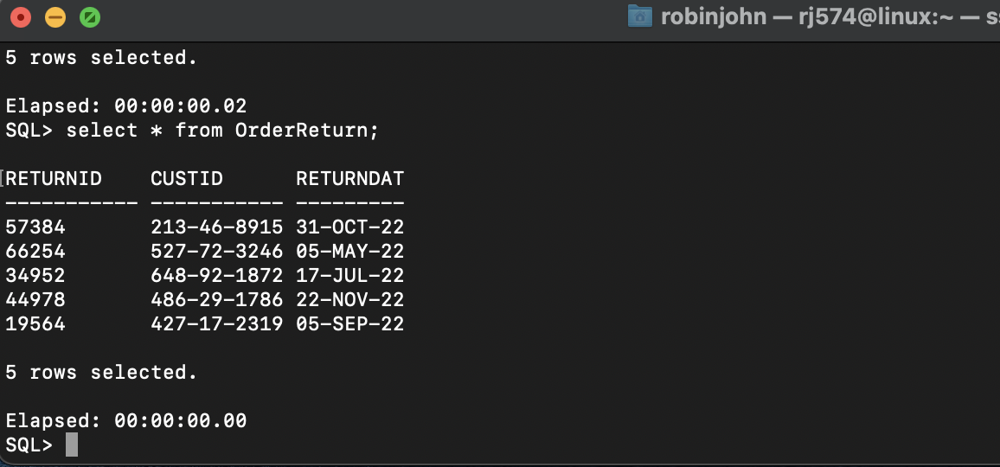 robinjohn — rj574@linux:~ —
5 rows selected.
Elapsed: 00:00:00.02
SQL> select * from OrderReturn;
RETURNID    CUSTID      RETURNDAT
----------- ----------- ---------
57384       213-46-8915 31-OCT-22
66254       527-72-3246 05-MAY-22
34952       648-92-1872 17-JUL-22
44978       486-29-1786 22-NOV-22
19564       427-17-2319 05-SEP-22
5 rows selected.
Elapsed: 00:00:00.00
SQL>